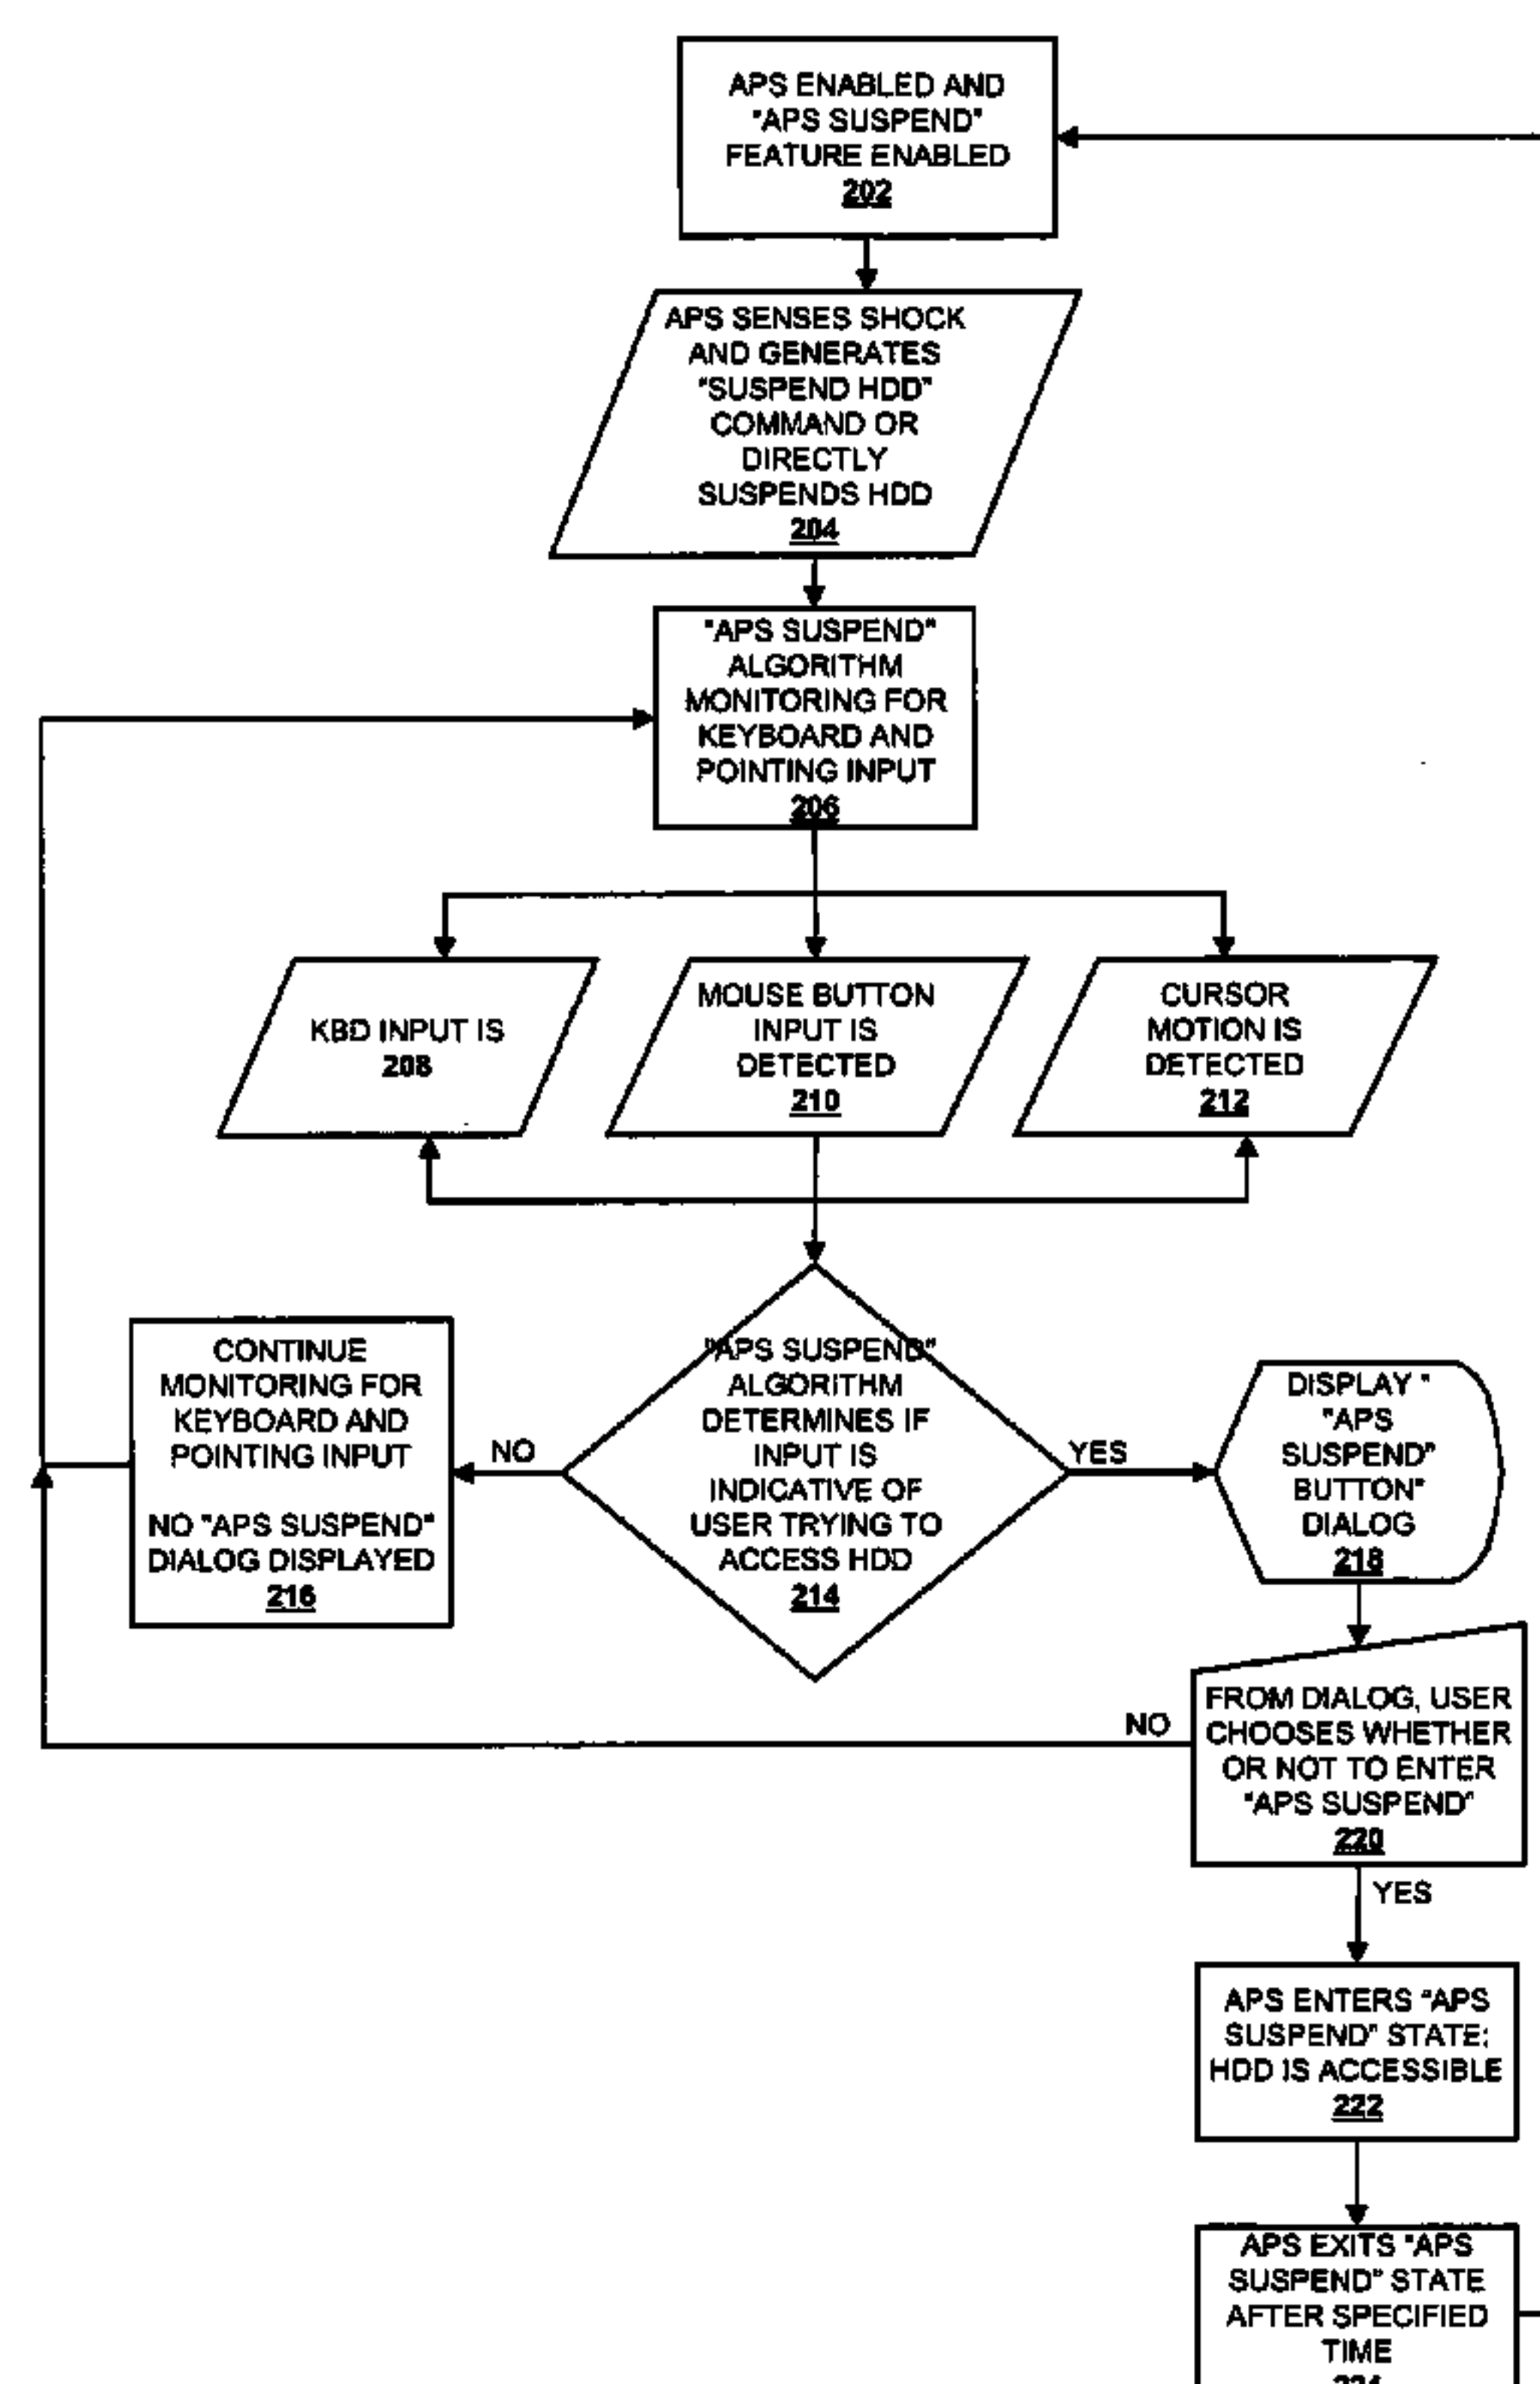 APS ENABLED AND
"APS SUSPEND"
FEATURE ENABLED
202
APS SENSES SHOCK
AND GENERATES
"SUSPEND HDD"
COMMAND OR
DIRECTLY
SUSPENDS HDD
204
"APS SUSPEND"
ALGORITHM
MONITORING FOR
KEYBOARD AND
POINTING INPUT
206
KBD INPUT IS
208
MOUSE BUTTON
INPUT IS
DETECTED
210
CURSOR
MOTION IS
DETECTED
212
CONTINUE
MONITORING FOR
KEYBOARD AND
POINTING INPUT
NO "APS SUSPEND"
DIALOG DISPLAYED
216
NO
"APS SUSPEND"
ALGORITHM
DETERMINES IF
INPUT IS
INDICATIVE OF
USER TRYING TO
ACCESS HDD
214
YES
DISPLAY "
"APS
SUSPEND"
BUTTON"
DIALOG
218
NO
FROM DIALOG, USER
CHOOSES WHETHER
OR NOT TO ENTER
"APS SUSPEND"
220
YES
APS ENTERS "APS
SUSPEND" STATE;
HDD IS ACCESSIBLE
222
APS EXITS "APS
SUSPEND" STATE
AFTER SPECIFIED
TIME